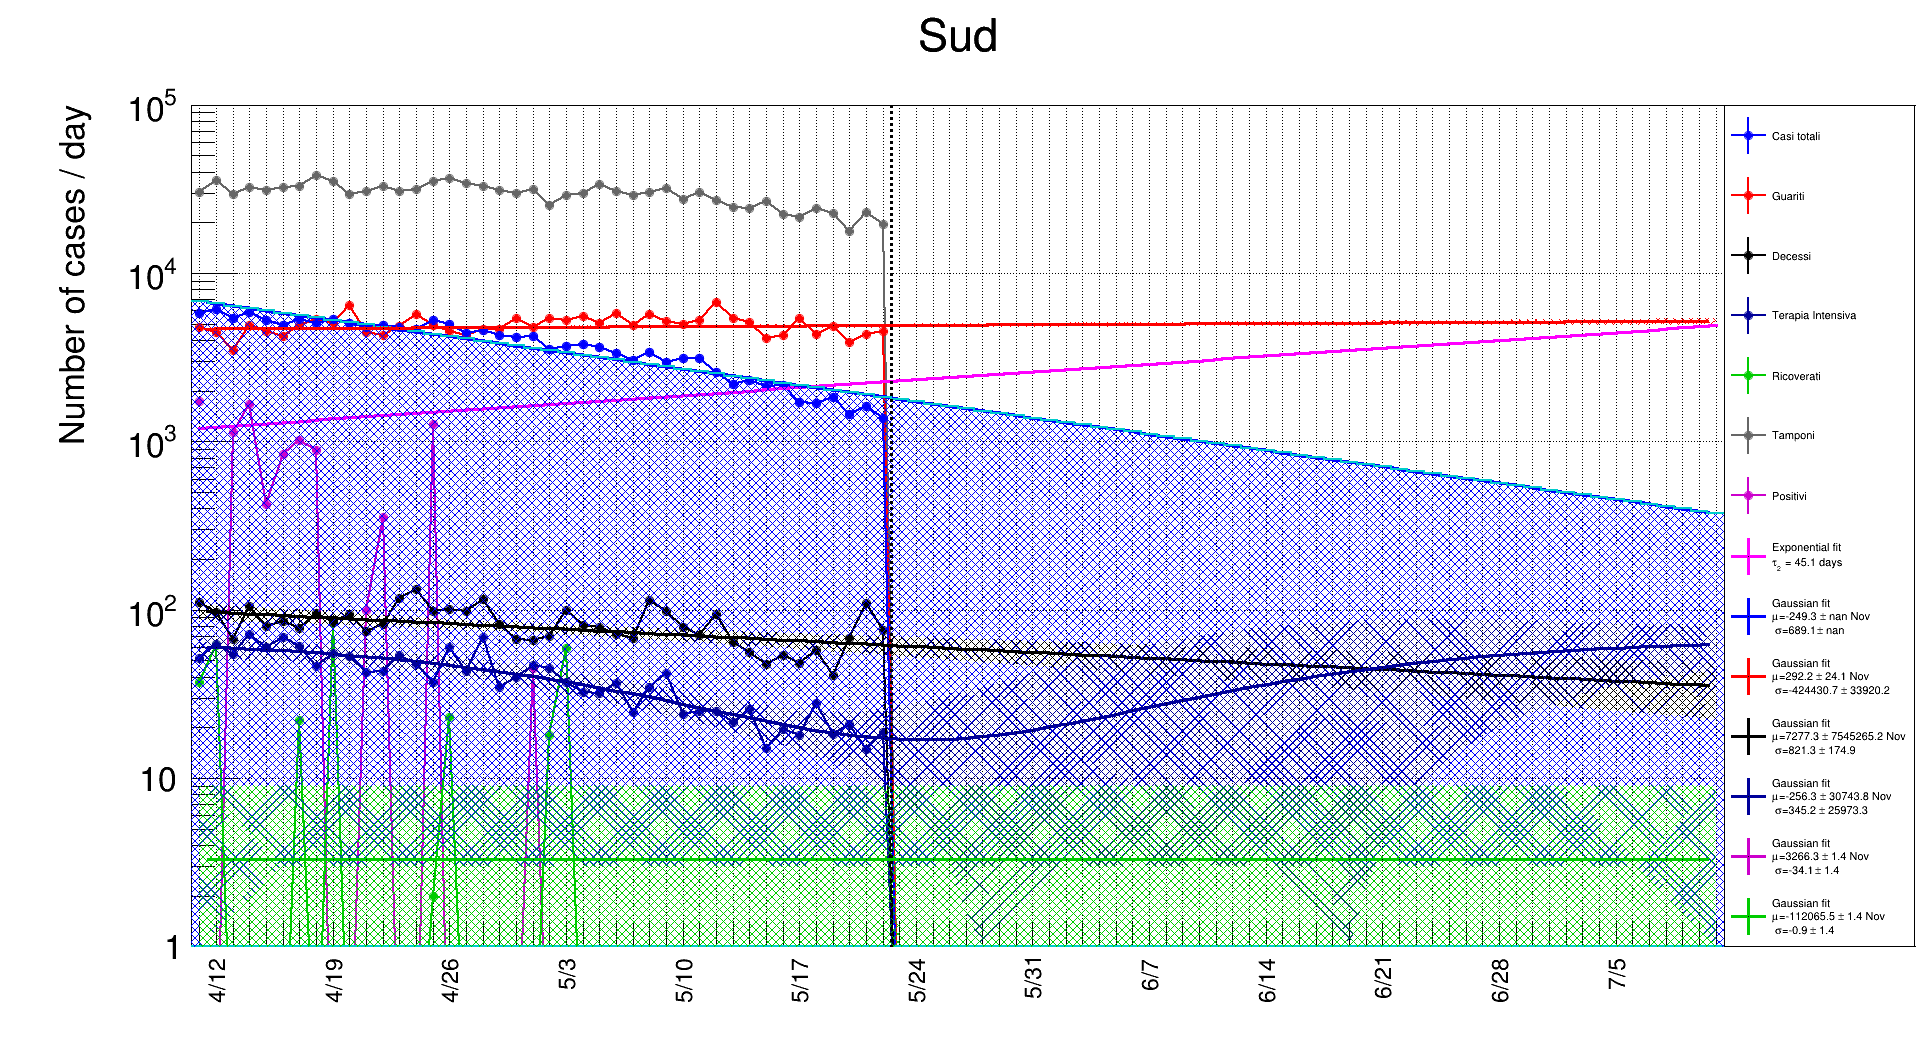 Sud
Number of cases / day
10^5
10^4
10^3
10^2
10
1
4/12
4/19
4/26
5/3
5/10
5/17
5/24
5/31
6/7
6/14
6/21
6/28
7/5
Casi totali
Guariti
Decessi
Terapia Intensiva
Ricoverati
Tamponi
Positivi
Exponential fit
τ_2 = 45.1 days
Gaussian fit
μ=-249.3 ± nan Nov
σ=689.1 ± nan
Gaussian fit
μ=292.2 ± 24.1 Nov
σ=-424430.7 ± 33920.2
Gaussian fit
μ=7277.3 ± 7545265.2 Nov
σ=821.3 ± 174.9
Gaussian fit
μ=-256.3 ± 30743.8 Nov
σ=345.2 ± 25973.3
Gaussian fit
μ=3266.3 ± 1.4 Nov
σ=-34.1 ± 1.4
Gaussian fit
μ=-112065.5 ± 1.4 Nov
σ=-0.9 ± 1.4